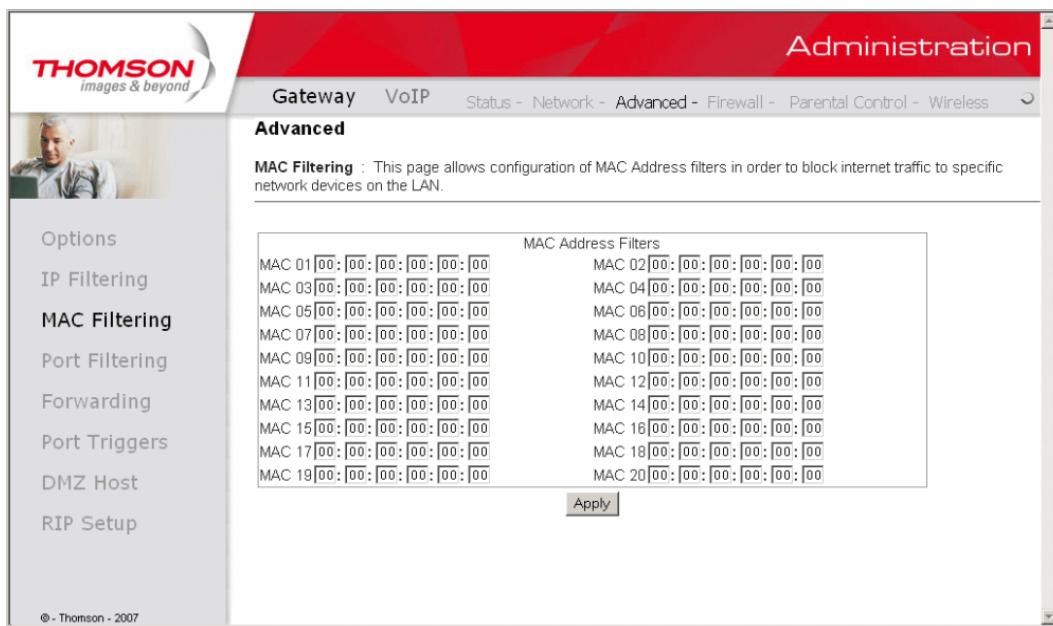 THOMSON
images & beyond
Administration
Gateway VoIP Status - Network - Advanced - Firewall - Parental Control - Wireless
Advanced
MAC Filtering : This page allows configuration of MAC Address filters in order to block internet traffic to specific
network devices on the LAN.
Options
IP Filtering
MAC Filtering
Port Filtering
Forwarding
Port Triggers
DMZ Host
RIP Setup
MAC Address Filters
MAC 01 00 : 00 : 00 : 00 : 00 : 00 MAC 02 00 : 00 : 00 : 00 : 00 : 00
MAC 03 00 : 00 : 00 : 00 : 00 : 00 MAC 04 00 : 00 : 00 : 00 : 00 : 00
MAC 05 00 : 00 : 00 : 00 : 00 : 00 MAC 06 00 : 00 : 00 : 00 : 00 : 00
MAC 07 00 : 00 : 00 : 00 : 00 : 00 MAC 08 00 : 00 : 00 : 00 : 00 : 00
MAC 09 00 : 00 : 00 : 00 : 00 : 00 MAC 10 00 : 00 : 00 : 00 : 00 : 00
MAC 11 00 : 00 : 00 : 00 : 00 : 00 MAC 12 00 : 00 : 00 : 00 : 00 : 00
MAC 13 00 : 00 : 00 : 00 : 00 : 00 MAC 14 00 : 00 : 00 : 00 : 00 : 00
MAC 15 00 : 00 : 00 : 00 : 00 : 00 MAC 16 00 : 00 : 00 : 00 : 00 : 00
MAC 17 00 : 00 : 00 : 00 : 00 : 00 MAC 18 00 : 00 : 00 : 00 : 00 : 00
MAC 19 00 : 00 : 00 : 00 : 00 : 00 MAC 20 00 : 00 : 00 : 00 : 00 : 00
Apply
© - Thomson - 2007